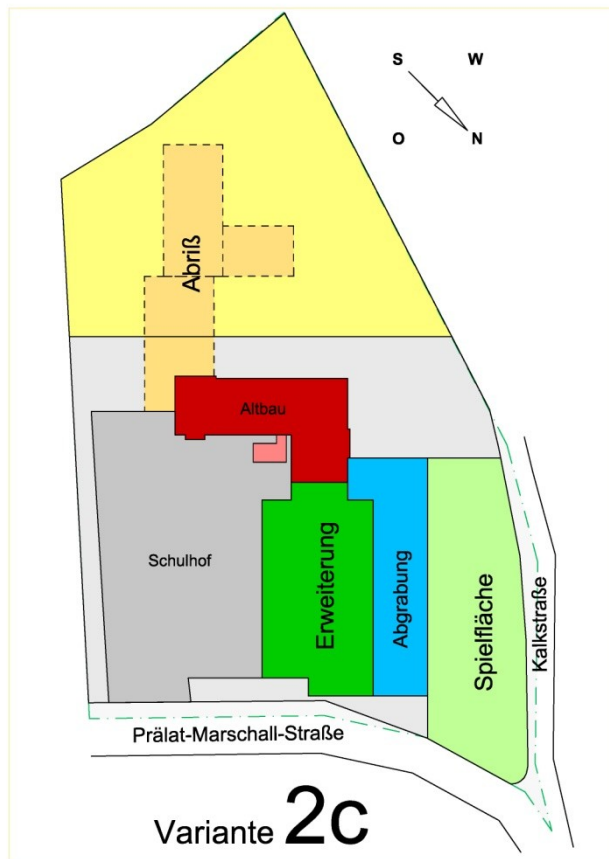 S W
O N
Abriß
Altbau
Schulhof
Erweiterung
Abgrabung
Spielfläche
Kalkstraße
Prälat-Marschall-Straße
Variante 2c